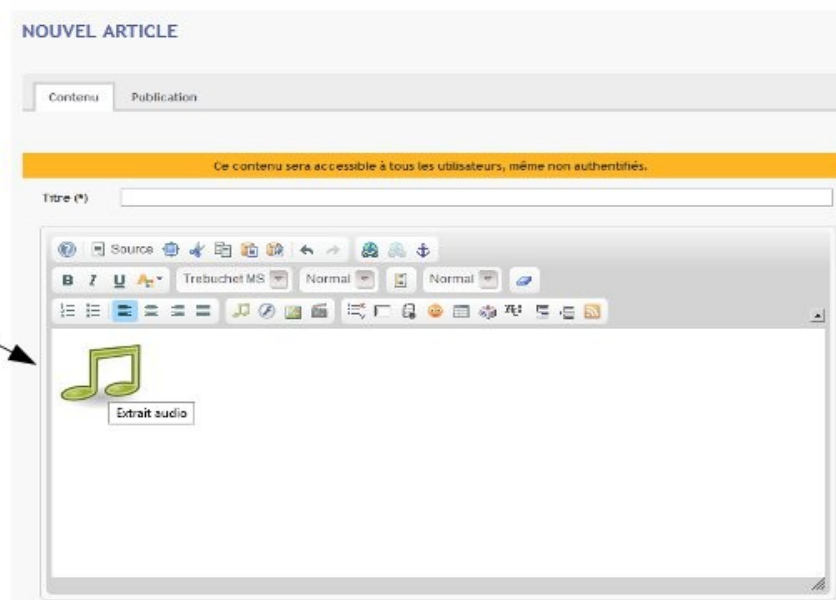 NOUVEL ARTICLE
Contenu Publication
Ce contenu sera accessible à tous les utilisateurs, même non authentifiés.
Titre (*)
Source
B I U A Trebuchet MS Normal Normal
Extrait audio